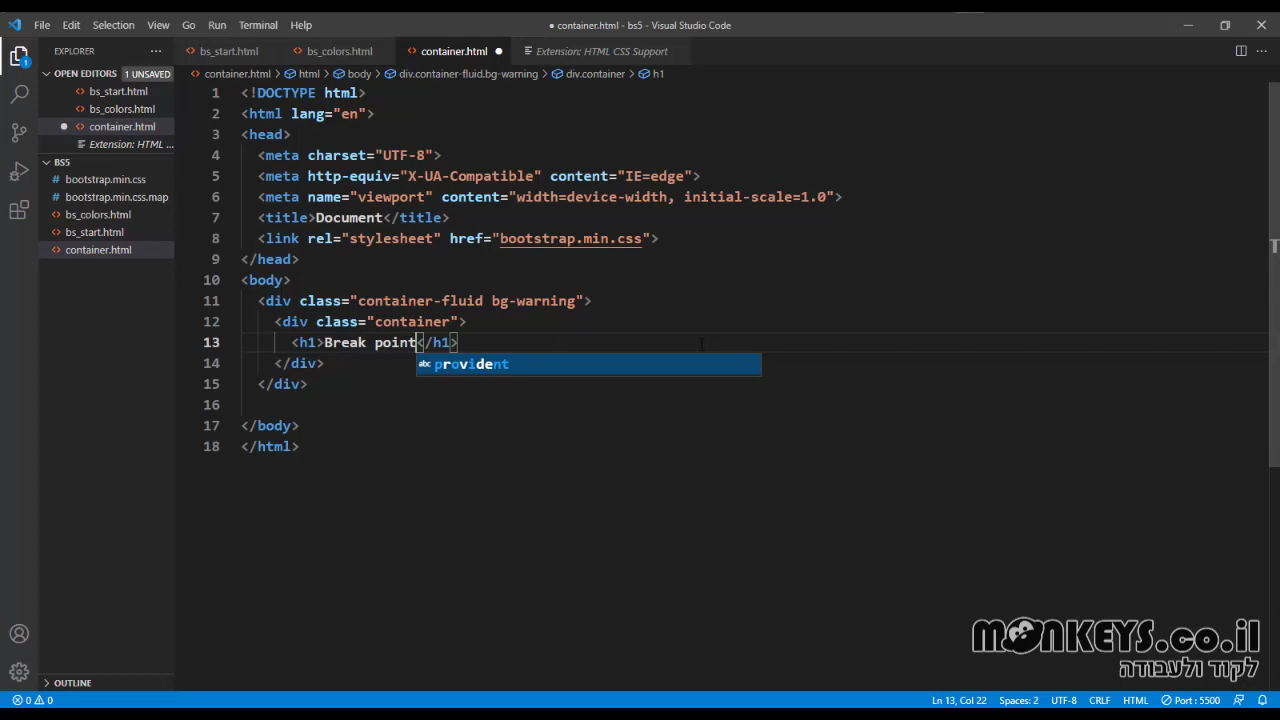 File Edit Selection View Go Run Terminal Help
● container.html - bs5 - Visual Studio Code
EXPLORER
bs_start.html
bs_colors.html
container.html
Extension: HTML CSS Support
OPEN EDITORS
1 UNSAVED
container.html > html > body > div.container-fluid.bg-warning > div.container > h1
bs_start.html
bs_colors.html
container.html
Extension: HTML ...
BS5
bootstrap.min.css
bootstrap.min.css.map
bs_colors.html
bs_start.html
container.html
1 <!DOCTYPE html>
2 <html lang="en">
3 <head>
4 <meta charset="UTF-8">
5 <meta http-equiv="X-UA-Compatible" content="IE=edge">
6 <meta name="viewport" content="width=device-width, initial-scale=1.0">
7 <title>Document</title>
8 <link rel="stylesheet" href="bootstrap.min.css">
9 </head>
10 <body>
11 <div class="container-fluid bg-warning">
12 <div class="container">
13 <h1>Break point</h1>
abc provident
14 </div>
15 </div>
16
17 </body>
18 </html>
1
MONKEYS.co.il
לקוד ולעבודה
OUTLINE
0 0
Ln 13, Col 22 Spaces: 2 UTF-8 CRLF HTML Port : 5500